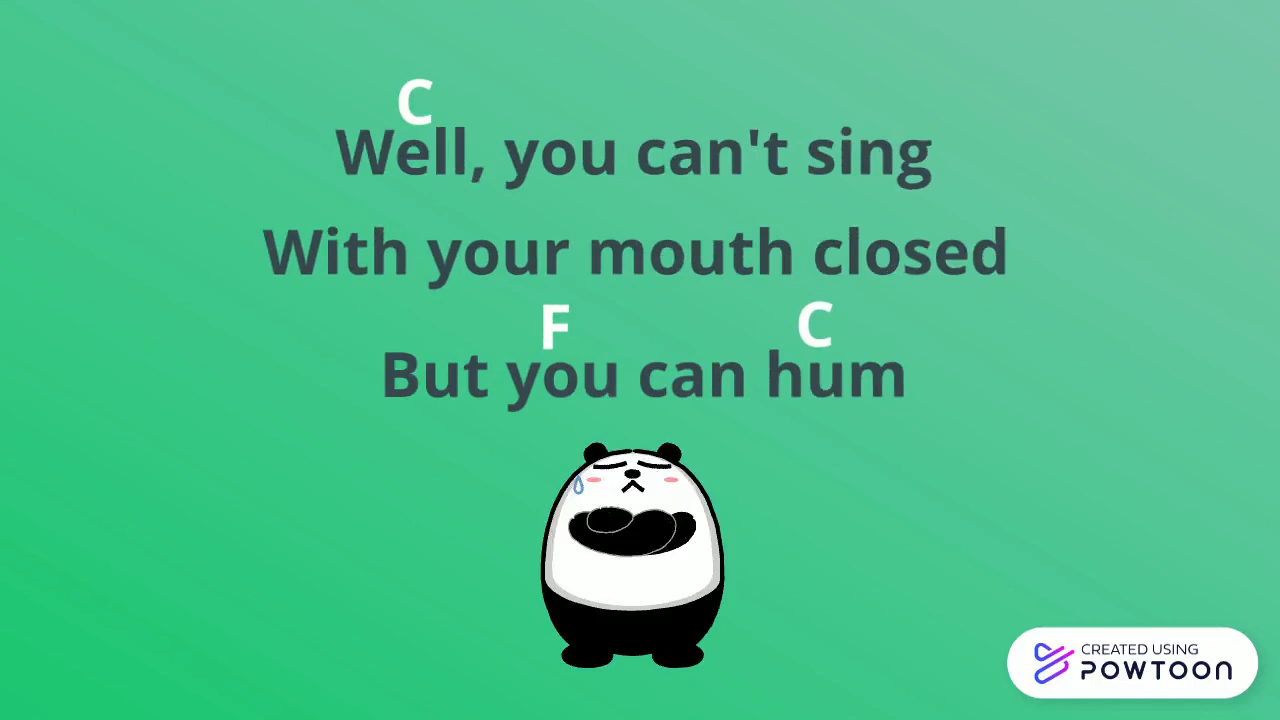 C
Well, you can't sing
With your mouth closed
F C
But you can hum
CREATED USING
POWTOON